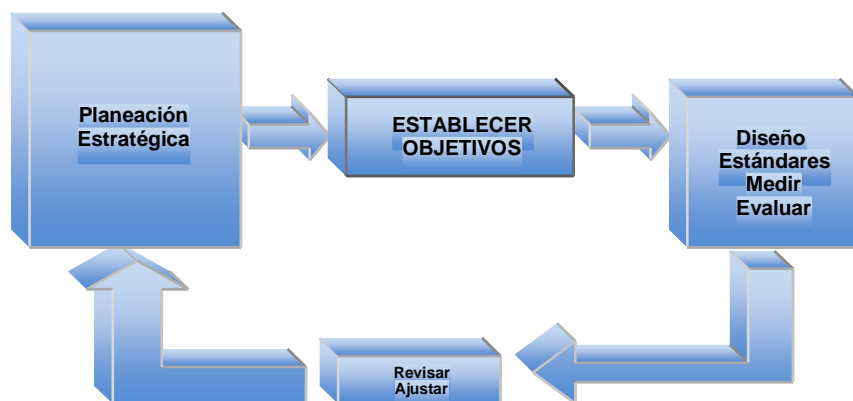 Planeación
Estratégica
ESTABLECER
OBJETIVOS
Diseño
Estándares
Medir
Evaluar
Revisar
Ajustar